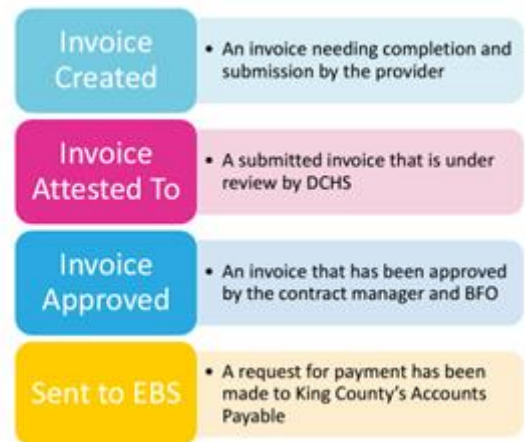 Invoice
Created
• An invoice needing completion and
submission by the provider
Invoice
Attested To
• A submitted invoice that is under
review by DCHS
Invoice
Approved
• An invoice that has been approved
by the contract manager and BFO
Sent to EBS
• A request for payment has been
made to King County's Accounts
Payable